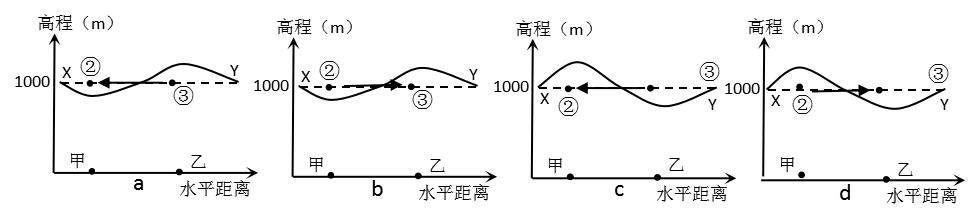 高程（m）
1000
X
②
③
Y
甲
乙
a
水平距离
高程（m）
1000
X
②
③
Y
甲
乙
b
水平距离
高程（m）
1000
X
②
③
Y
甲
乙
c
水平距离
高程（m）
1000
X
②
③
Y
甲
乙
d
水平距离